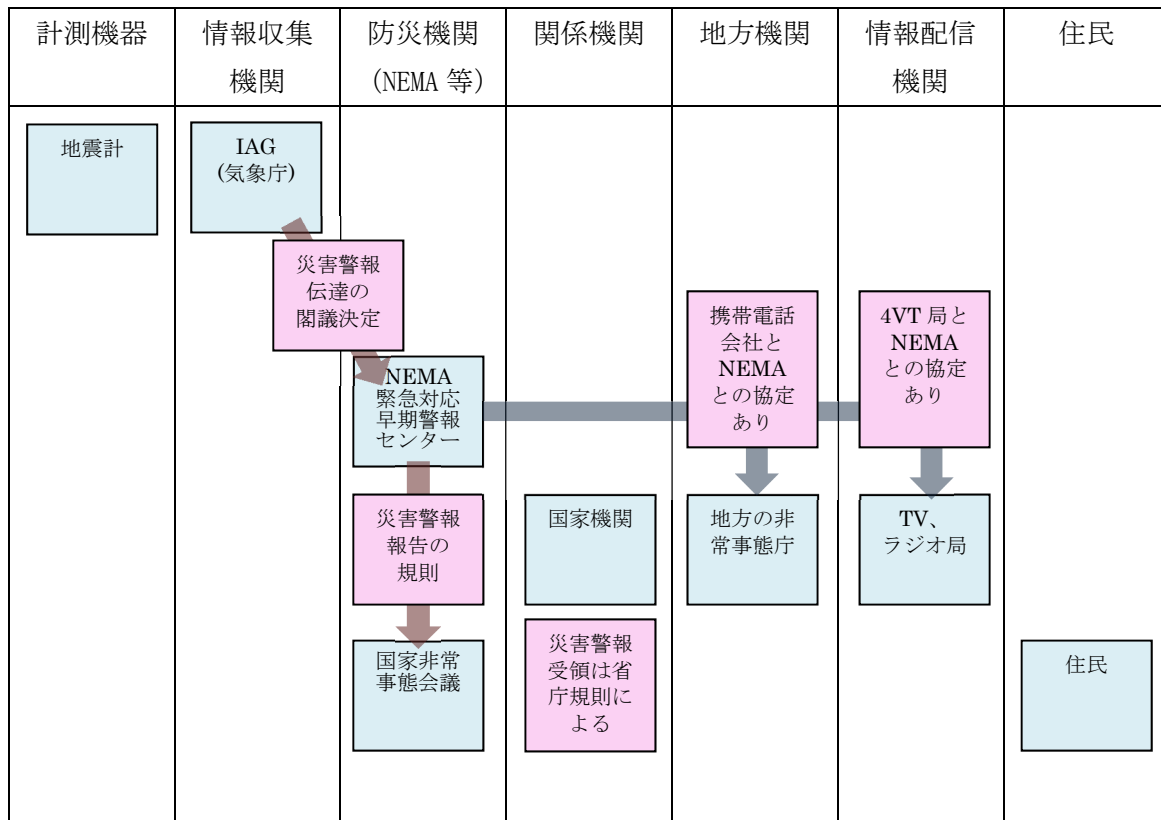 計測機器
情報収集
機関
防災機関
(NEMA 等)
関係機関
地方機関
情報配信
機関
住民
地震計
IAG
(気象庁)
災害警報
伝達の
閣議決定
NEMA
緊急対応
早期警報
センター
災害警報
報告の
規則
国家非常
事態会議
国家機関
災害警報
受領は省
庁規則に
よる
携帯電話
会社と
NEMA
との協定
あり
地方の非
常事態庁
4VT 局と
NEMA
との協定
あり
TV、
ラジオ局
住民